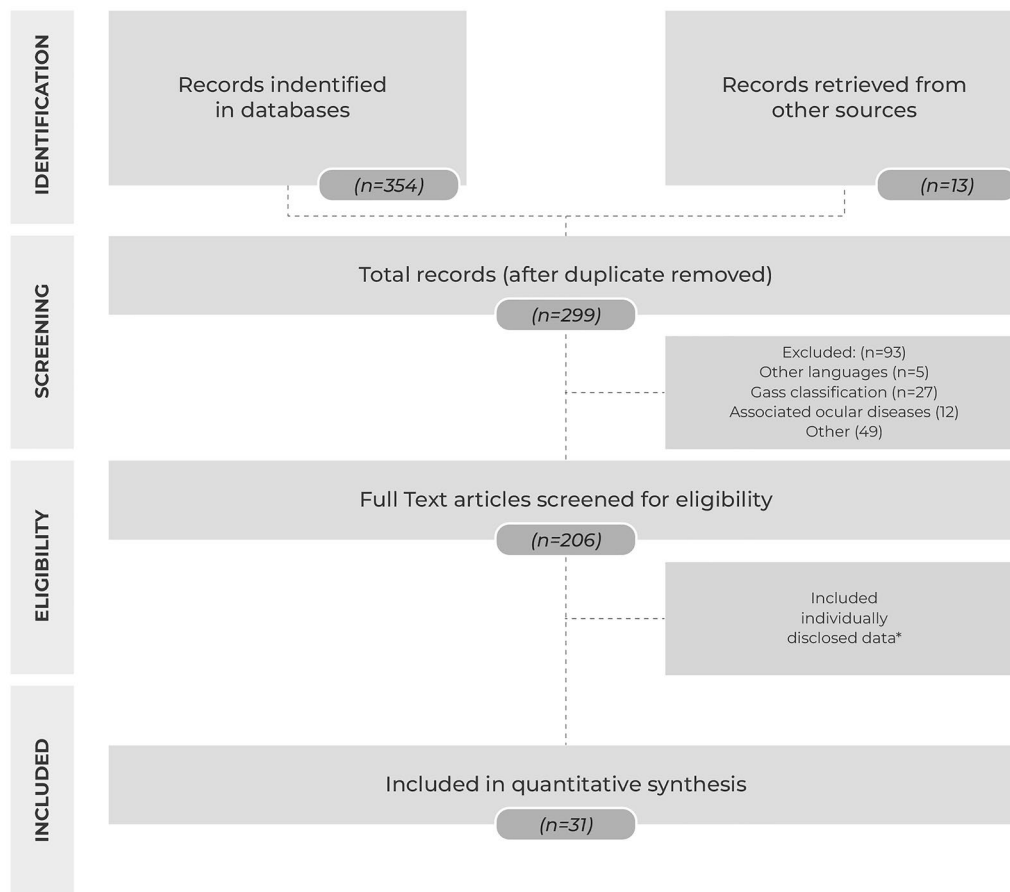 IDENTIFICATION
Records indentified
in databases
(n=354)
Records retrieved from
other sources
(n=13)
SCREENING
Total records (after duplicate removed)
(n=299)
Excluded: (n=93)
Other languages (n=5)
Gass classification (n=27)
Associated ocular diseases (12)
Other (49)
ELIGIBILITY
Full Text articles screened for eligibility
(n=206)
Included
individually
disclosed data*
INCLUDED
Included in quantitative synthesis
(n=31)